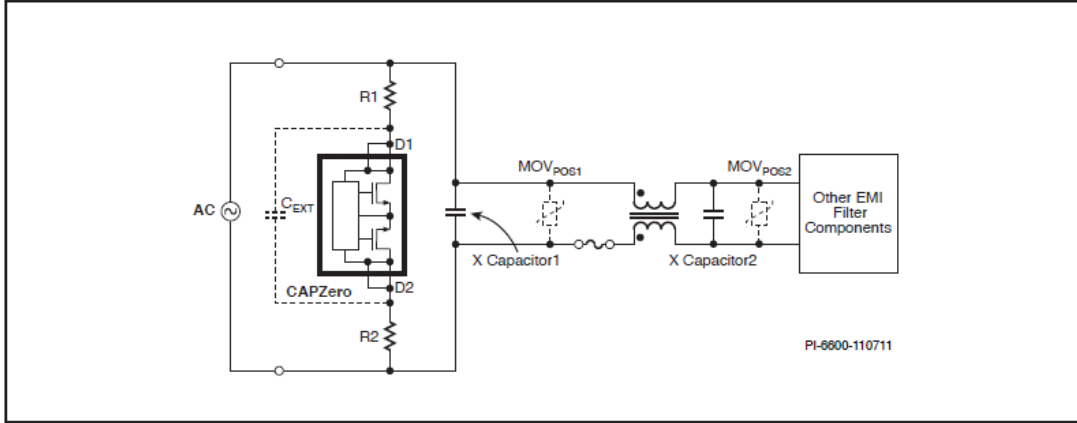 R1
D1
MOVPOS1
MOVPOS2
AC
CEXT
Other EMI
Filter
Components
X Capacitor1
X Capacitor2
CAPZero
D2
R2
PI-6600-110711